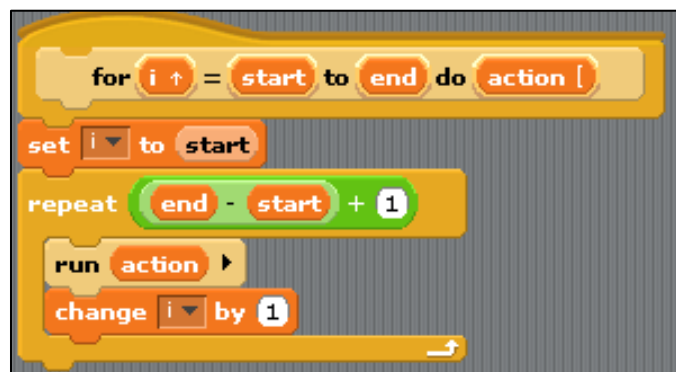 for i ↑ = start to end do action [
set i to start
repeat end - start + 1
run action
change i by 1